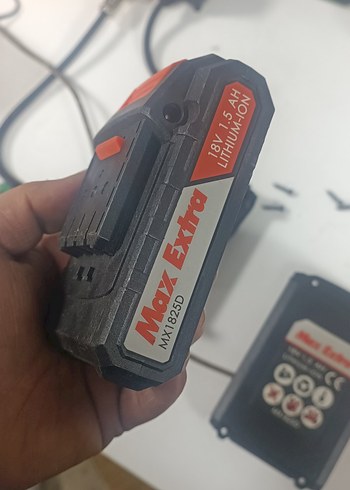 18V 1.5 AH
LITHIUM-ION
Max Extra
MX1825D
Max Extra